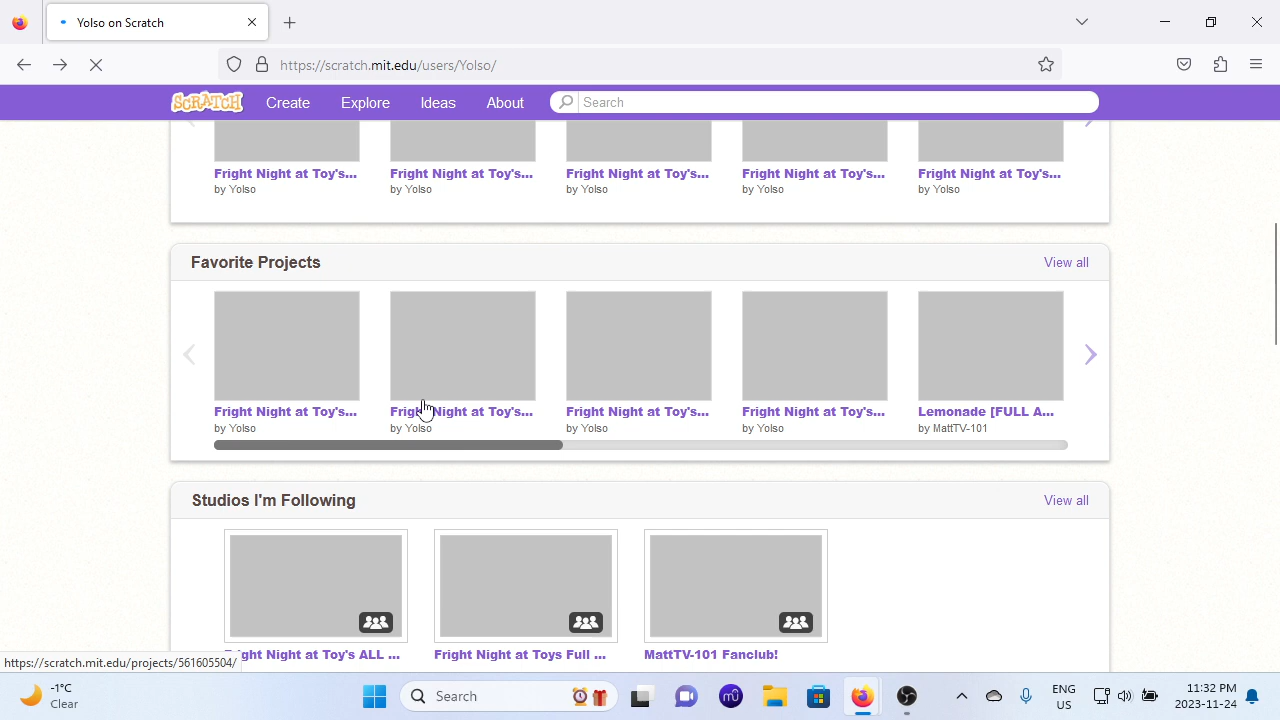 Yolso on Scratch
https://scratch.mit.edu/users/Yolso/
SCRATCH Create Explore Ideas About Search
Fright Night at Toy's... Fright Night at Toy's... Fright Night at Toy's... Fright Night at Toy's... Fright Night at Toy's...
by Yolso by Yolso by Yolso by Yolso by Yolso
Favorite Projects View all
Fright Night at Toy's... Fright Night at Toy's... Fright Night at Toy's... Fright Night at Toy's... Lemonade [FULL A...
by Yolso by Yolso by Yolso by Yolso by MattTV-101
Studios I'm Following View all
ght Night at Toy's ALL ... Fright Night at Toys Full ... MattTV-101 Fanclub!
https://scratch.mit.edu/projects/561605504/
-1°C
Clear
Search
ENG
US
11:32 PM
2023-11-24